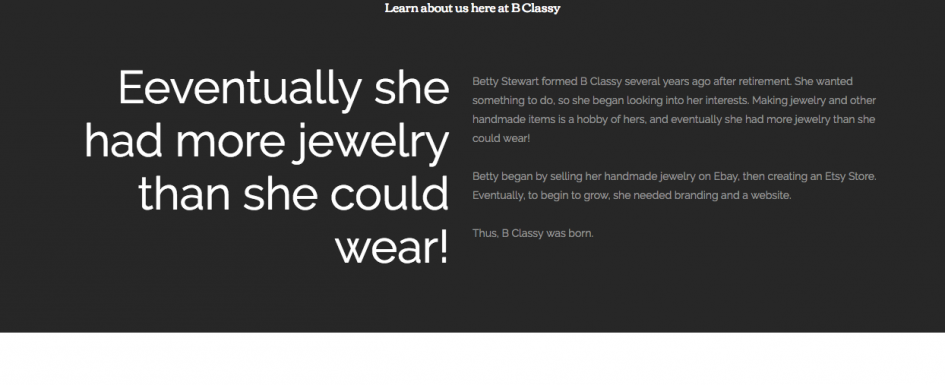 Learn about us here at B Classy
Eeventually she
had more jewelry
than she could
wear!
Betty Stewart formed B Classy several years ago after retirement. She wanted
something to do, so she began looking into her interests. Making jewelry and other
handmade items is a hobby of hers, and eventually she had more jewelry than she
could wear!
Betty began by selling her handmade jewelry on Ebay, then creating an Etsy Store.
Eventually, to begin to grow, she needed branding and a website.
Thus, B Classy was born.